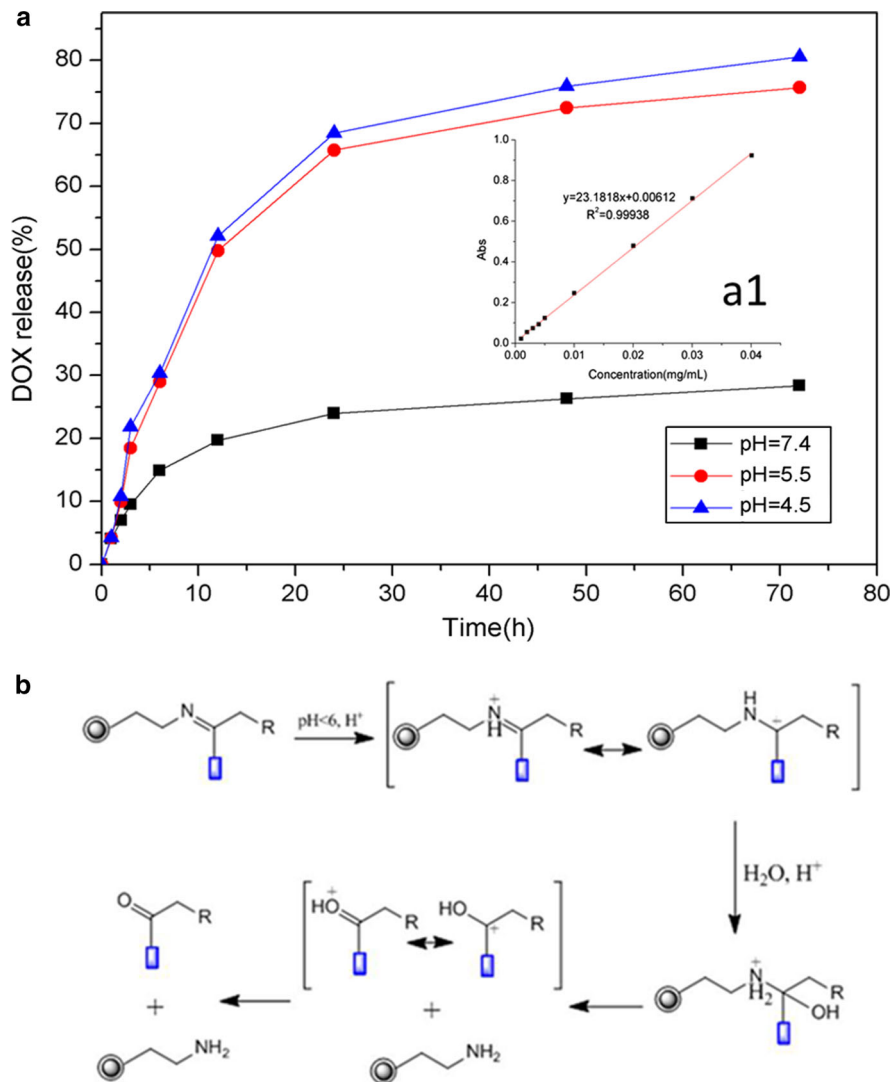 a
DOX release(%)
80
70
60
50
40
30
20
10
0
0 10 20 30 40 50 60 70 80
Time(h)
Abs
1.0
0.8
0.6
0.4
0.2
0.0
0.00 0.01 0.02 0.03 0.04
Concentration(mg/mL)
y=23.1818x+0.00612
R²=0.99938
a1
pH=7.4
pH=5.5
pH=4.5
b
N R
pH<6, H⁺
+
N
H
R
H
N
+
R
H₂O, H⁺
+
N
H₂
R
OH
+
HO
R
HO
+
R
+
NH₂
O
R
+
NH₂